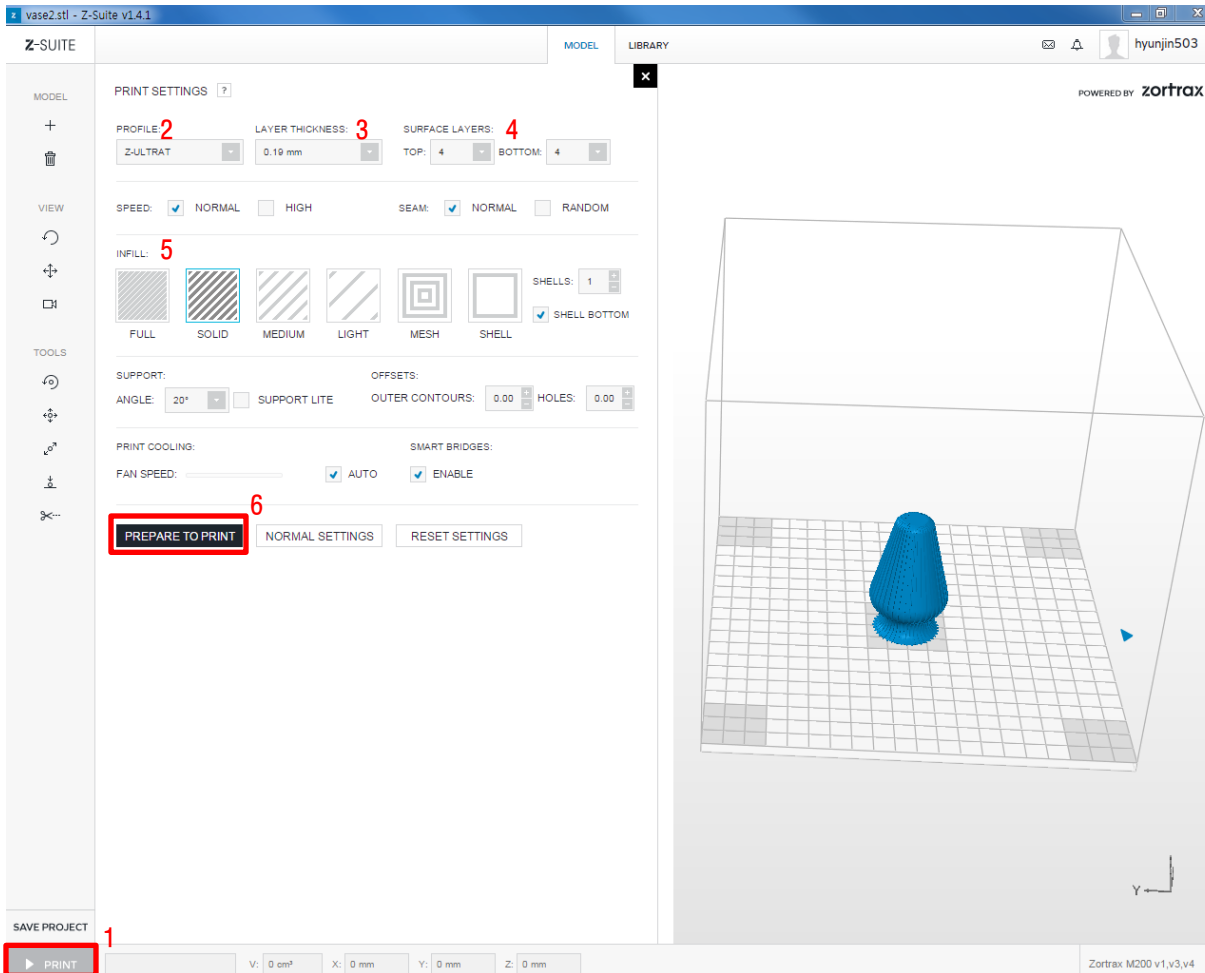 z vase2.stl - Z-Suite v1.4.1
Z-SUITE
MODEL LIBRARY
hyunjin503
MODEL
VIEW
TOOLS
SAVE PROJECT
1
PRINT
PRINT SETTINGS ?
PROFILE: 2 LAYER THICKNESS: 3 SURFACE LAYERS: 4
Z-ULTRAT 0.19 mm TOP: 4 BOTTOM: 4
SPEED: NORMAL HIGH SEAM: NORMAL RANDOM
INFILL: 5
SHELLS: 1
SHELL BOTTOM
FULL SOLID MEDIUM LIGHT MESH SHELL
SUPPORT: OFFSETS:
ANGLE: 20° SUPPORT LITE OUTER CONTOURS: 0.00 HOLES: 0.00
PRINT COOLING: SMART BRIDGES:
FAN SPEED: AUTO ENABLE
6
PREPARE TO PRINT NORMAL SETTINGS RESET SETTINGS
POWERED BY zortrax
Y
V: 0 cm³ X: 0 mm Y: 0 mm Z: 0 mm
Zortrax M200 v1,v3,v4